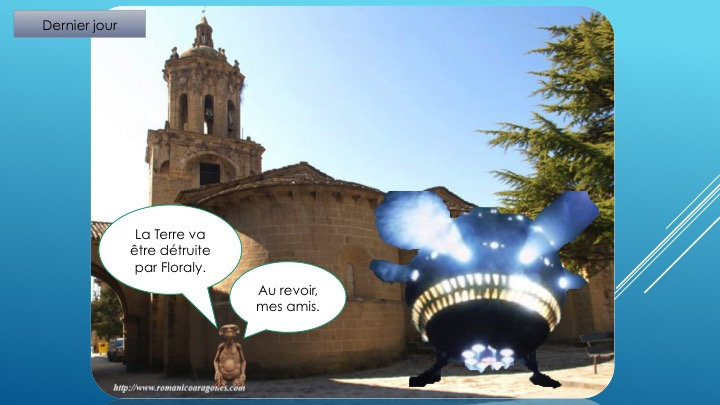 Dernier jour
La Terre va
être détruite
par Floraly.
Au revoir,
mes amis.
http://www.romanicoaragones.com